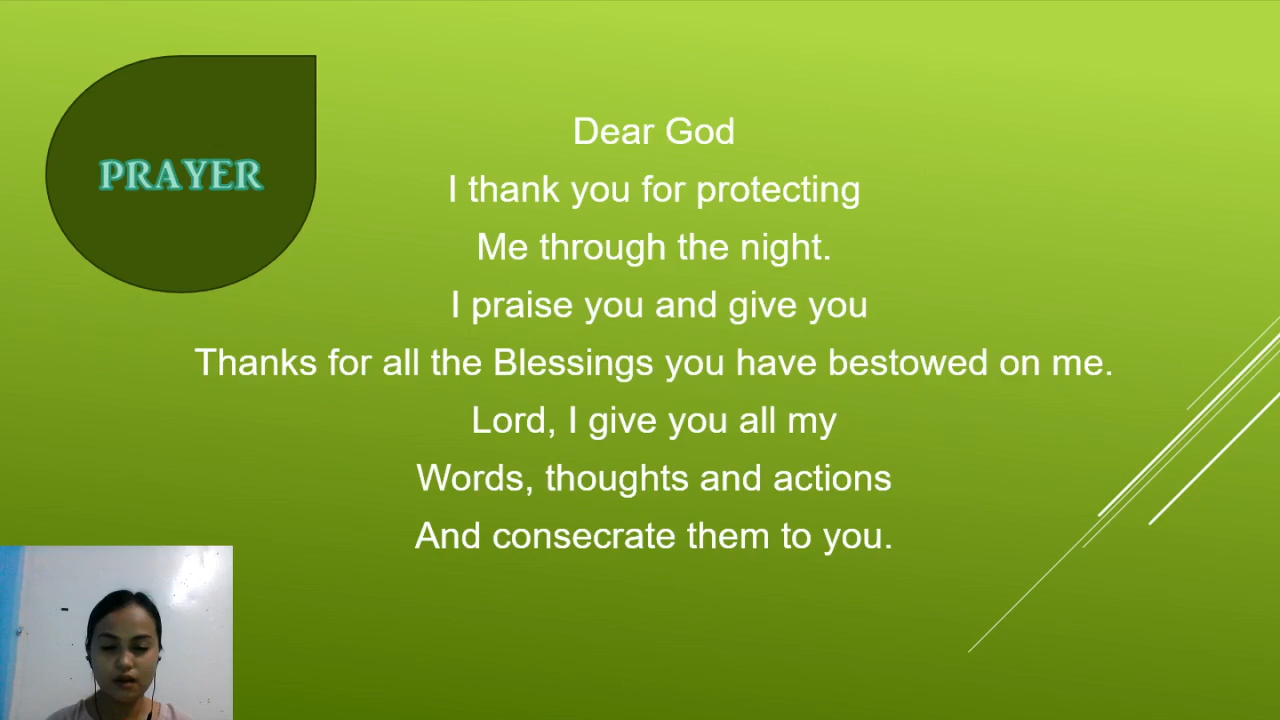 PRAYER
Dear God
I thank you for protecting
Me through the night.
I praise you and give you
Thanks for all the Blessings you have bestowed on me.
Lord, I give you all my
Words, thoughts and actions
And consecrate them to you.